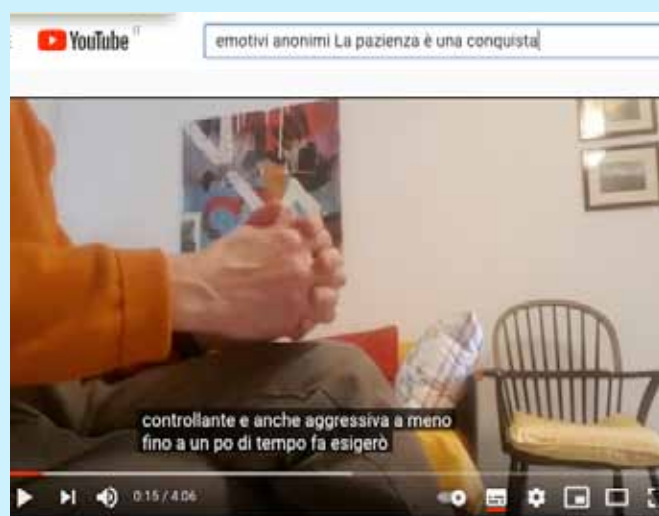 YouTube IT
emotivi anonimi La pazienza è una conquista
controllante e anche aggressiva a meno
fino a un po di tempo fa esigerò
0:15 / 4:06